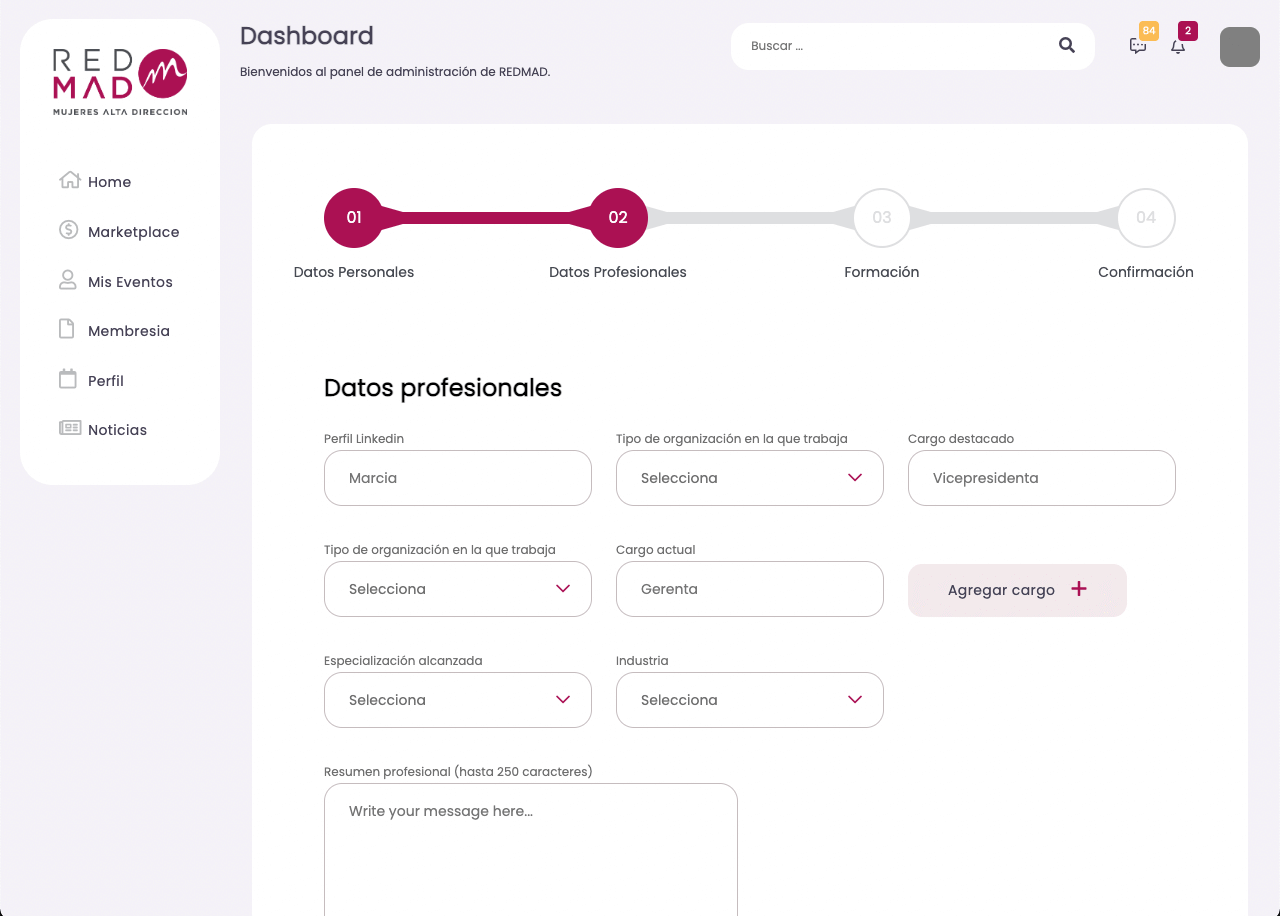 RED
MAD
MUJERES ALTA DIRECCION
Dashboard
Bienvenidos al panel de administración de REDMAD.
Buscar ...
84
2
Home
Marketplace
Mis Eventos
Membresia
Perfil
Noticias
01
02
03
04
Datos Personales
Datos Profesionales
Formación
Confirmación
Datos profesionales
Perfil Linkedin
Tipo de organización en la que trabaja
Cargo destacado
Marcia
Selecciona
Vicepresidenta
Tipo de organización en la que trabaja
Cargo actual
Selecciona
Gerenta
Agregar cargo
Especialización alcanzada
Industria
Selecciona
Selecciona
Resumen profesional (hasta 250 caracteres)
Write your message here...